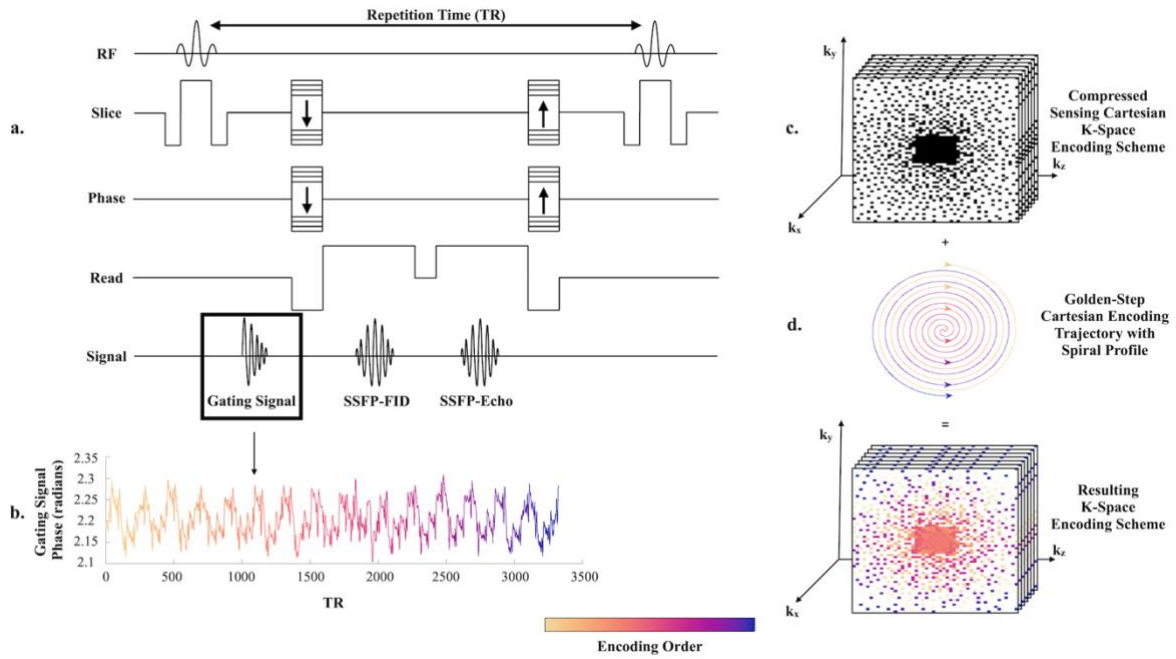 a.
Repetition Time (TR)
RF
Slice
Phase
Read
Signal
Gating Signal
SSFP-FID
SSFP-Echo
b.
Gating Signal
Phase (radians)
2.35
2.3
2.25
2.2
2.15
2.1
0
500
1000
1500
2000
2500
3000
3500
TR
Encoding Order
c.
ky
kz
kx
Compressed
Sensing Cartesian
K-Space
Encoding Scheme
+
d.
Golden-Step
Cartesian Encoding
Trajectory with
Spiral Profile
=
ky
kz
kx
Resulting
K-Space
Encoding Scheme